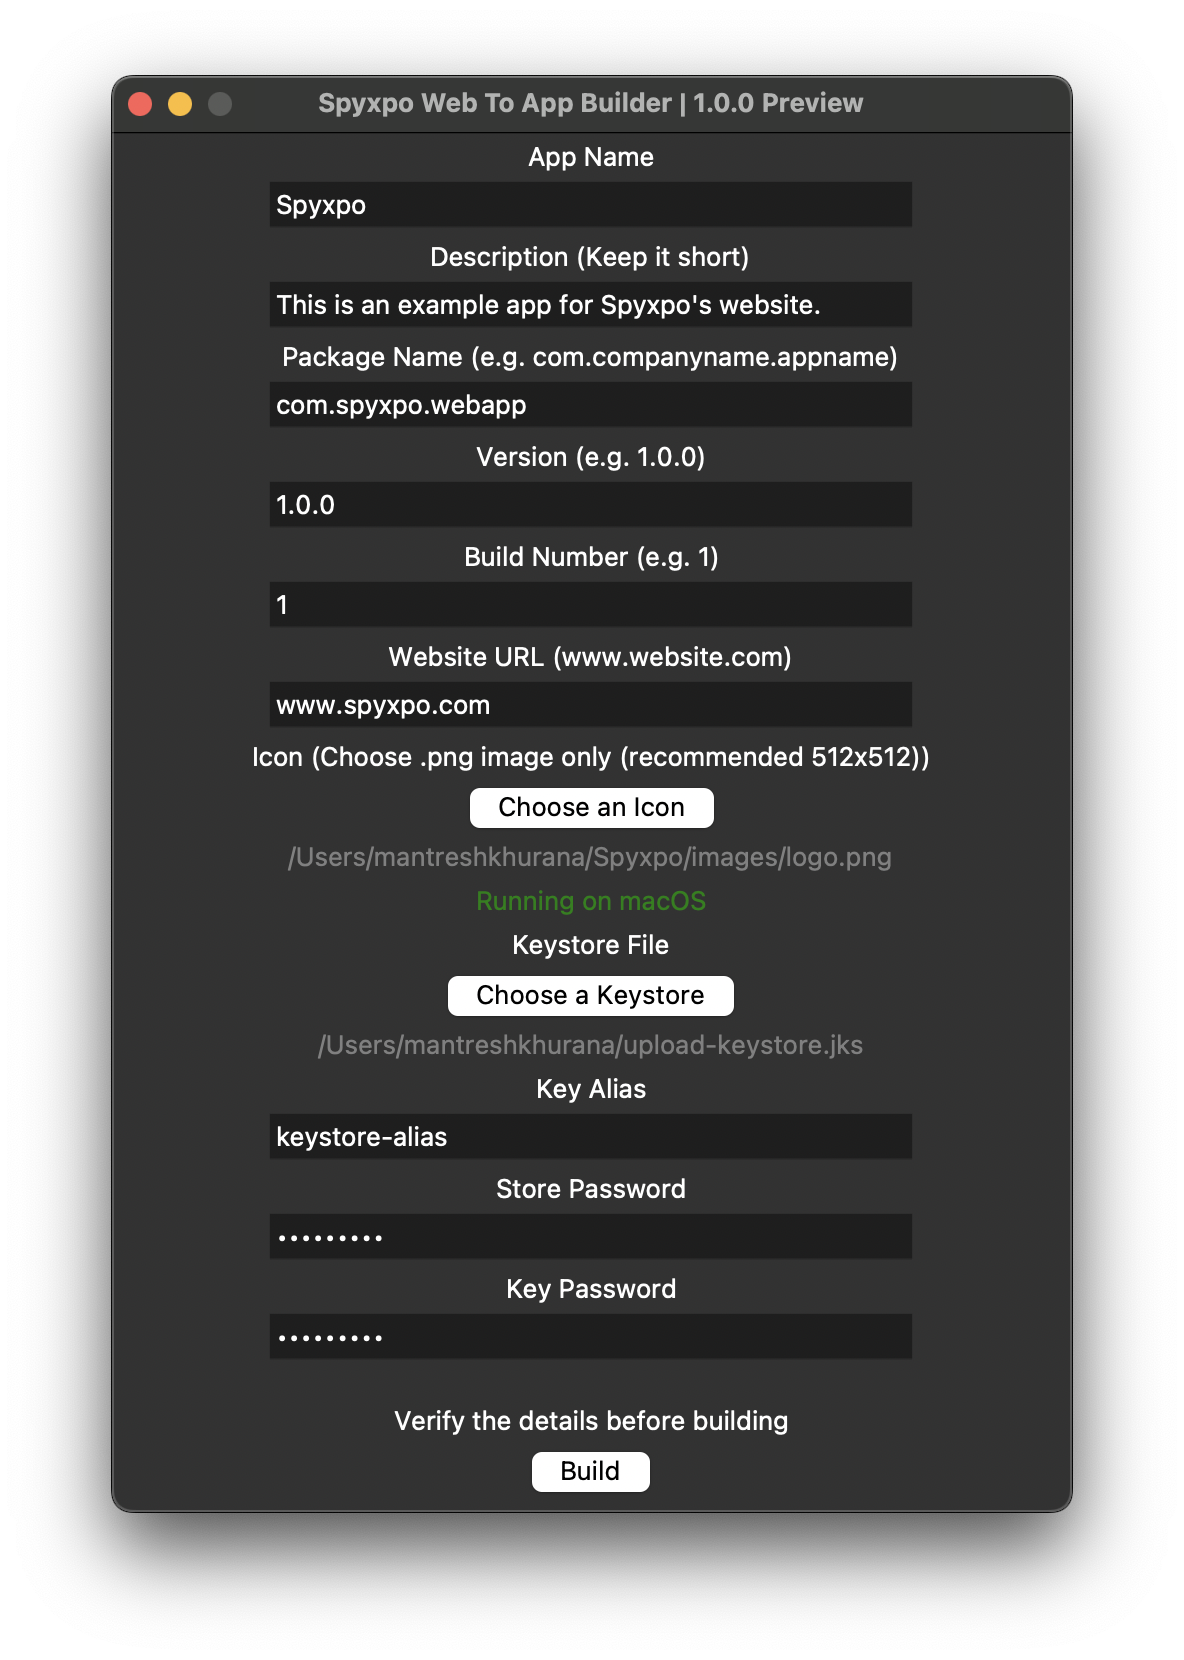 Spyxpo Web To App Builder | 1.0.0 Preview
App Name
Spyxpo
Description (Keep it short)
This is an example app for Spyxpo's website.
Package Name (e.g. com.companyname.appname)
com.spyxpo.webapp
Version (e.g. 1.0.0)
1.0.0
Build Number (e.g. 1)
1
Website URL (www.website.com)
www.spyxpo.com
Icon (Choose .png image only (recommended 512x512))
Choose an Icon
/Users/mantreshkhurana/Spyxpo/images/logo.png
Running on macOS
Keystore File
Choose a Keystore
/Users/mantreshkhurana/upload-keystore.jks
Key Alias
keystore-alias
Store Password
•••••••••
Key Password
•••••••••
Verify the details before building
Build